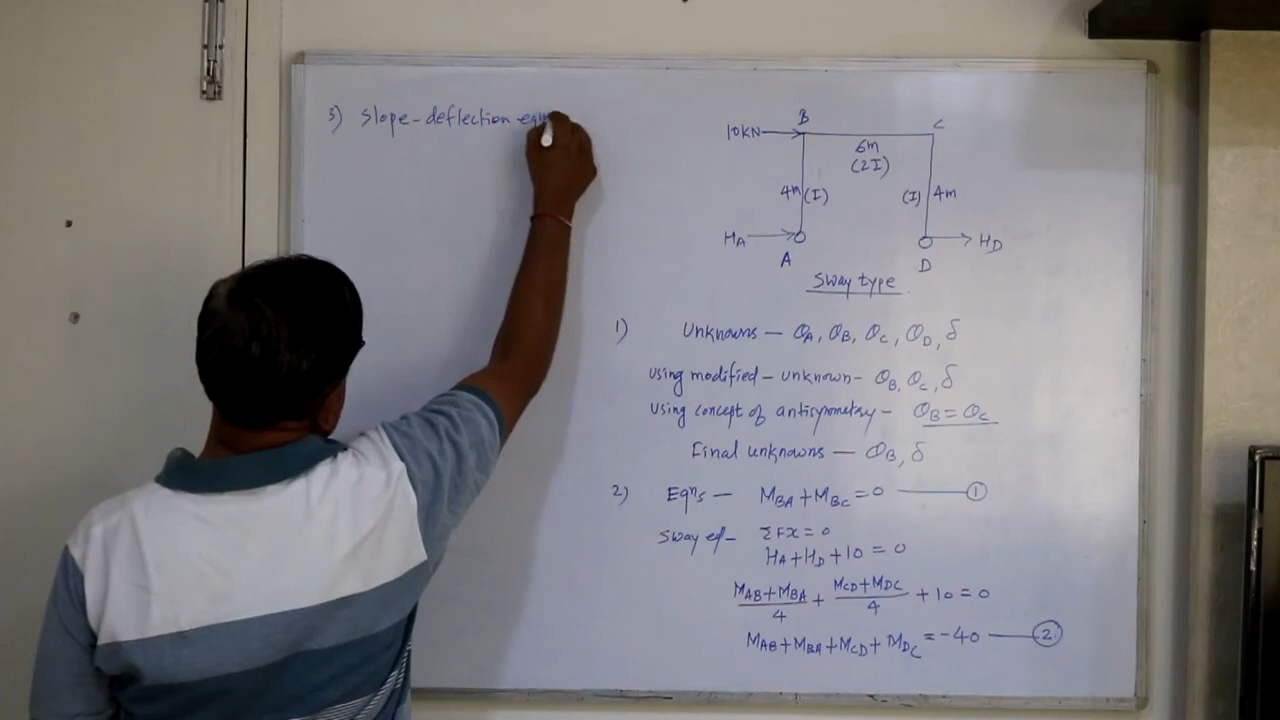 3) Slope-deflection eqn
B
C
10KN
6m
(2I)
4m (I)
(I) 4m
HA
HD
A
D
Sway type
1) Unknowns — θA, θB, θC, θD, δ
using modified - unknown - θB, θC, δ
using concept of antisymetry - θB = θC
Final unknowns — θB, δ
2) Eqns — MBA + MBC = 0 — 1
Sway eq - ΣFx = 0
HA + HD + 10 = 0
MAB + MBA / 4 + MCD + MDC / 4 + 10 = 0
MAB + MBA + MCD + MDC = -40 — 2